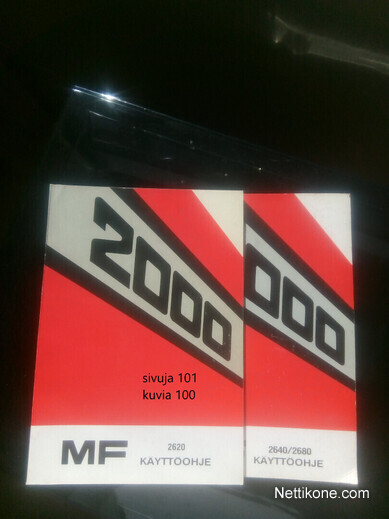 2000
000
sivuja 101
kuvia 100
MF
2620
KÄYTTÖOHJE
2640/2680
KÄYTTÖOHJE
Nettikone.com